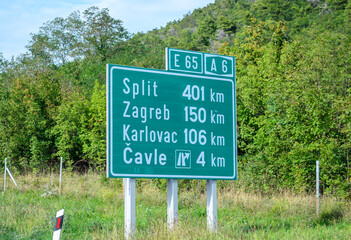 E 65 A 6
Split 401 km
Zagreb 150 km
Karlovac 106 km
Čavle 4 km